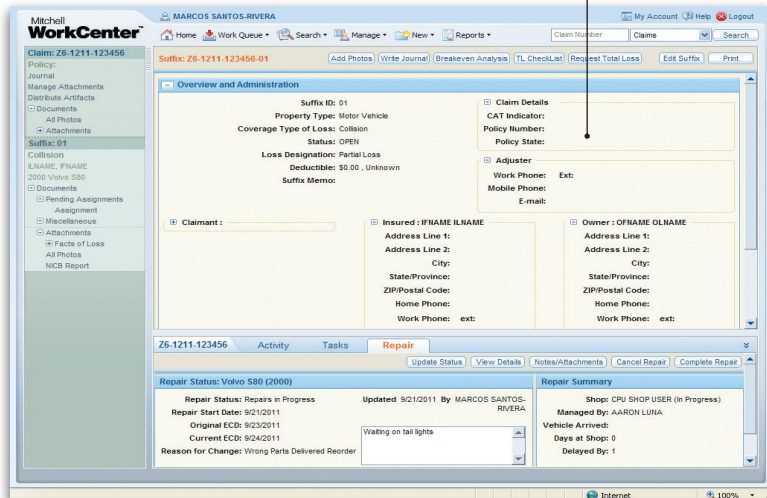 Mitchell
WorkCenter™
MARCOS SANTOS-RIVERA
My Account Help Logout
Home Work Queue Search Manage New Reports
Claim Number Claims Search
Claim: Z6-1211-123456
Policy:
Journal
Manage Attachments
Distribute Artifacts
Documents
All Photos
Attachments
Suffix: 01
Collision
ILNAME, IFNAME
2000 Volvo S80
Documents
Pending Assignments
Assignment
Miscellaneous
Attachments
Facts of Loss
All Photos
NICB Report
Suffix: Z6-1211-123456-01
Add Photos Write Journal Breakeven Analysis TL CheckList Request Total Loss Edit Suffix Print
Overview and Administration
Suffix ID: 01
Property Type: Motor Vehicle
Coverage Type of Loss: Collision
Status: OPEN
Loss Designation: Partial Loss
Deductible: $0.00 , Unknown
Suffix Memo:
Claim Details
CAT Indicator:
Policy Number:
Policy State:
Adjuster
Work Phone: Ext:
Mobile Phone:
E-mail:
Claimant :
Insured : IFNAME ILNAME
Address Line 1:
Address Line 2:
City:
State/Province:
ZIP/Postal Code:
Home Phone:
Work Phone: ext:
Owner : OFNAME OLNAME
Address Line 1:
Address Line 2:
City:
State/Province:
ZIP/Postal Code:
Home Phone:
Work Phone: ext:
Z6-1211-123456 Activity Tasks Repair
Update Status View Details Notes/Attachments Cancel Repair Complete Repair
Repair Status: Volvo S80 (2000)
Repair Status: Repairs in Progress
Repair Start Date: 9/21/2011
Original ECD: 9/23/2011
Current ECD: 9/24/2011
Reason for Change: Wrong Parts Delivered Reorder
Updated 9/21/2011 By MARCOS SANTOS-
RIVERA
Waiting on tail lights
Repair Summary
Shop: CPU SHOP USER (In Progress)
Managed By: AARON LUNA
Vehicle Arrived:
Days at Shop: 0
Delayed By: 1
Internet 100%